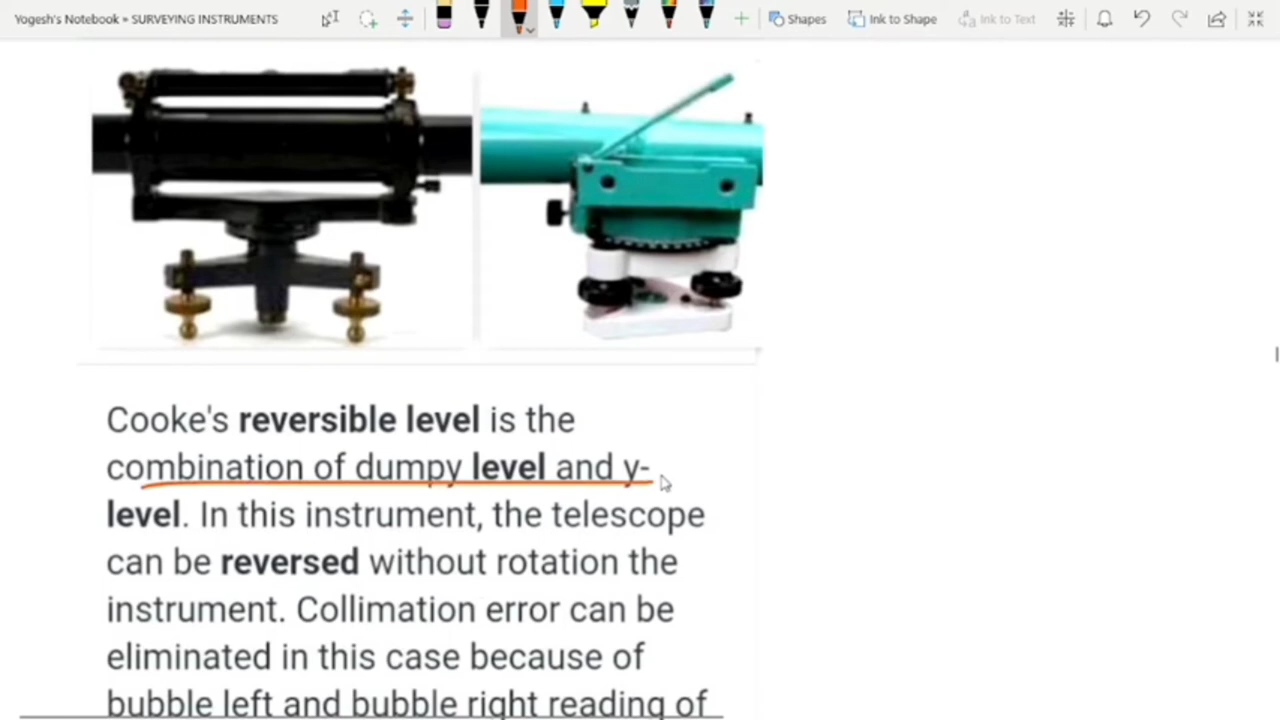 Yogesh's Notebook » SURVEYING INSTRUMENTS
Shapes
Ink to Shape
Ink to Text
Cooke's reversible level is the
combination of dumpy level and y-
level. In this instrument, the telescope
can be reversed without rotation the
instrument. Collimation error can be
eliminated in this case because of
bubble left and bubble right reading of